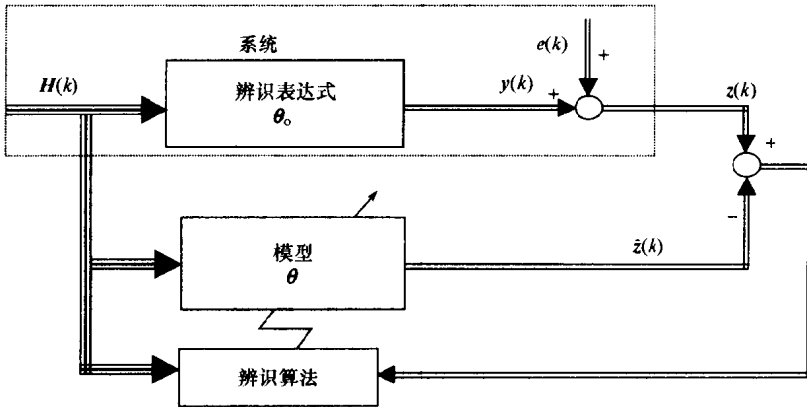 系统
e(k)
+
H(k)
辨识表达式
θ₀
y(k)
+
z(k)
+
−
模型
θ
ẑ(k)
辨识算法